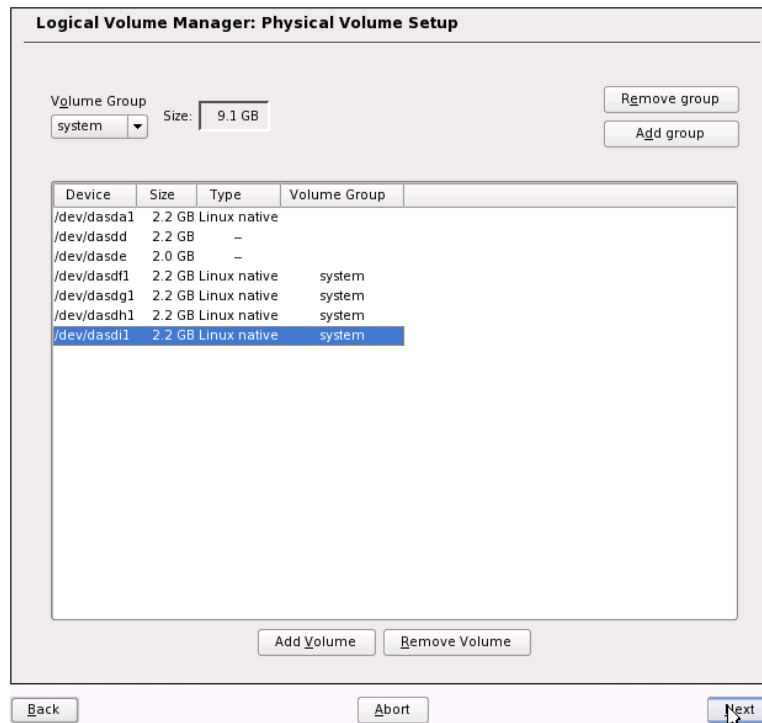 Logical Volume Manager: Physical Volume Setup
Volume Group
system
Size: 9.1 GB
Remove group
Add group
Device Size Type Volume Group
/dev/dasda1 2.2 GB Linux native
/dev/dasdd 2.2 GB --
/dev/dasde 2.0 GB --
/dev/dasdf1 2.2 GB Linux native system
/dev/dasdg1 2.2 GB Linux native system
/dev/dasdh1 2.2 GB Linux native system
/dev/dasdi1 2.2 GB Linux native system
Add Volume Remove Volume
Back Abort Next